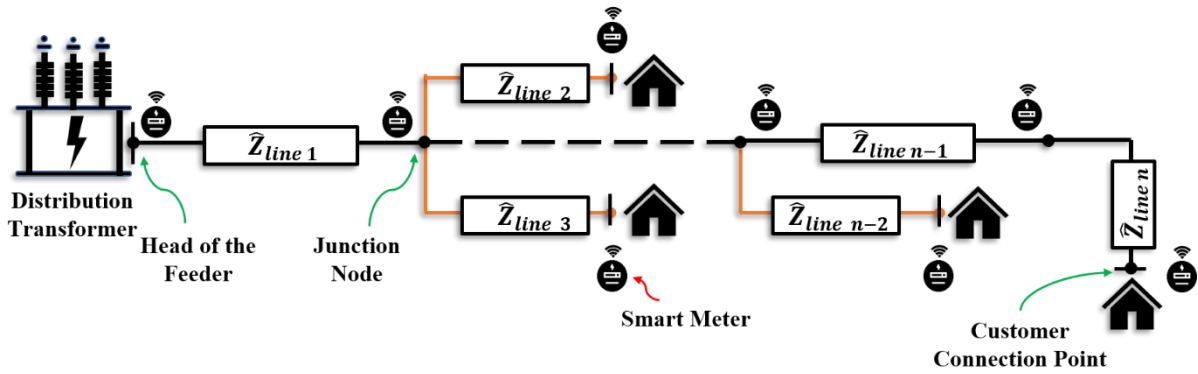 Ẑline 2
Ẑline 1
Ẑline n−1
Ẑline 3
Ẑline n−2
Ẑline n
Distribution
Transformer
Head of the
Feeder
Junction
Node
Smart Meter
Customer
Connection Point